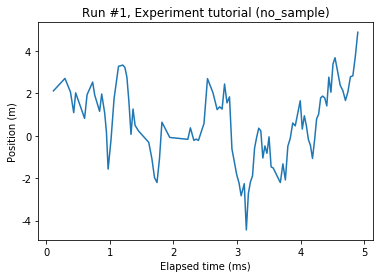 Run #1, Experiment tutorial (no_sample)
Position (m)
4
2
0
-2
-4
0 1 2 3 4 5
Elapsed time (ms)